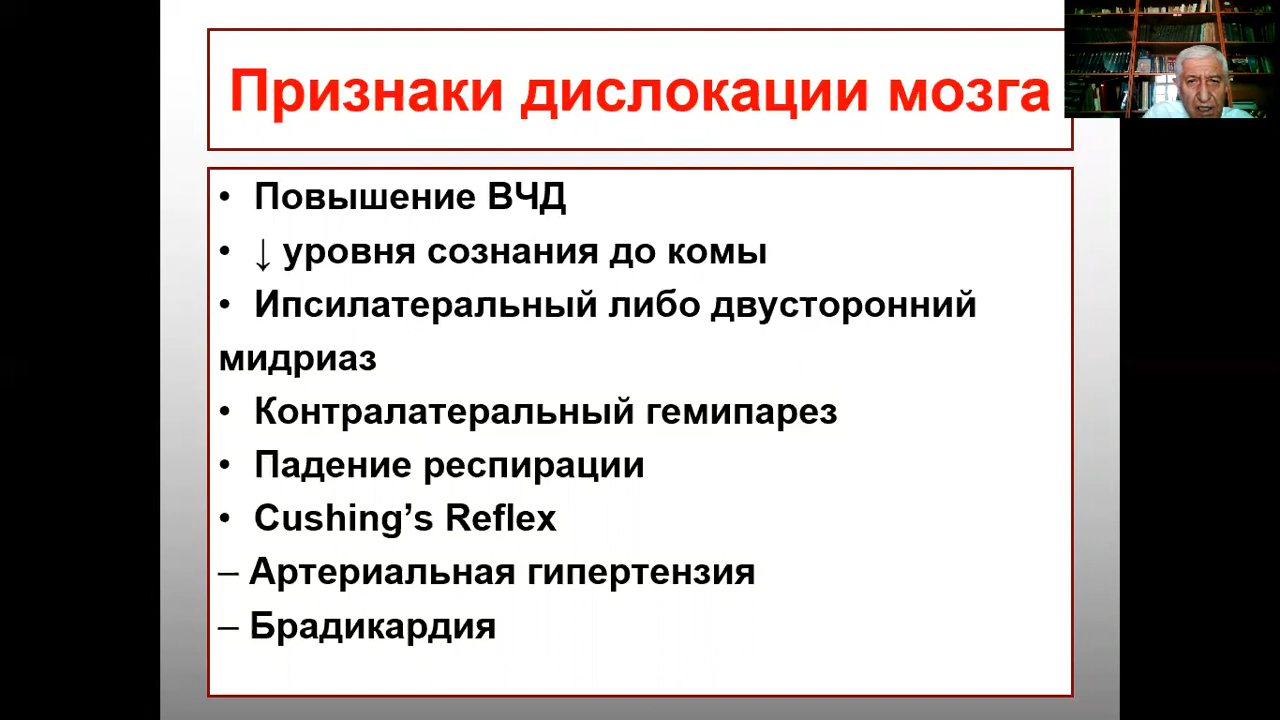 Признаки дислокации мозга
• Повышение ВЧД
• ↓ уровня сознания до комы
• Ипсилатеральный либо двусторонний
мидриаз
• Контралатеральный гемипарез
• Падение респирации
• Cushing’s Reflex
– Артериальная гипертензия
– Брадикардия